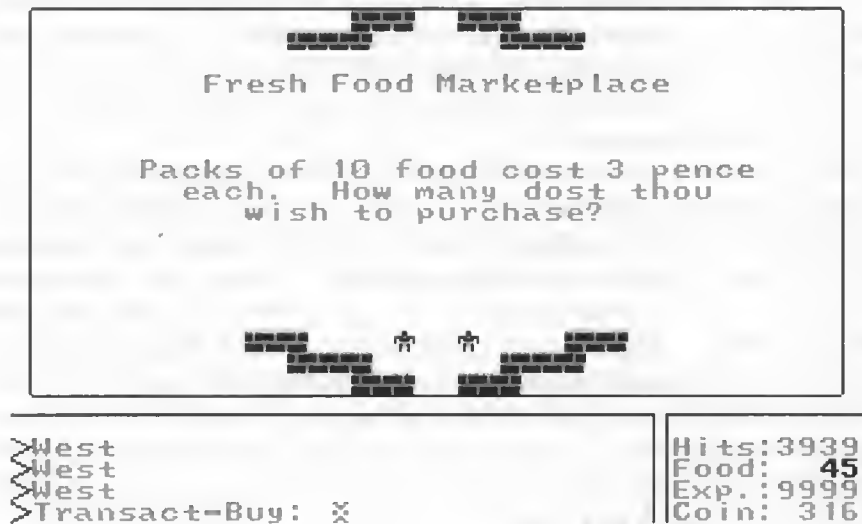 Fresh Food Marketplace
Packs of 10 food cost 3 pence
each. How many dost thou
wish to purchase?
>West
>West
>West
>Transact-Buy:
Hits:3939
Food: 45
Exp.:9999
Coin: 316